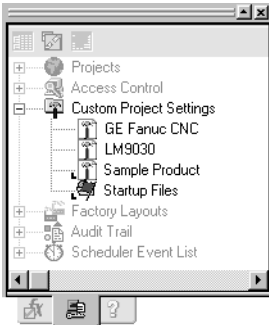 Projects
Access Control
Custom Project Settings
GE Fanuc CNC
LM9030
Sample Product
Startup Files
Factory Layouts
Audit Trail
Scheduler Event List